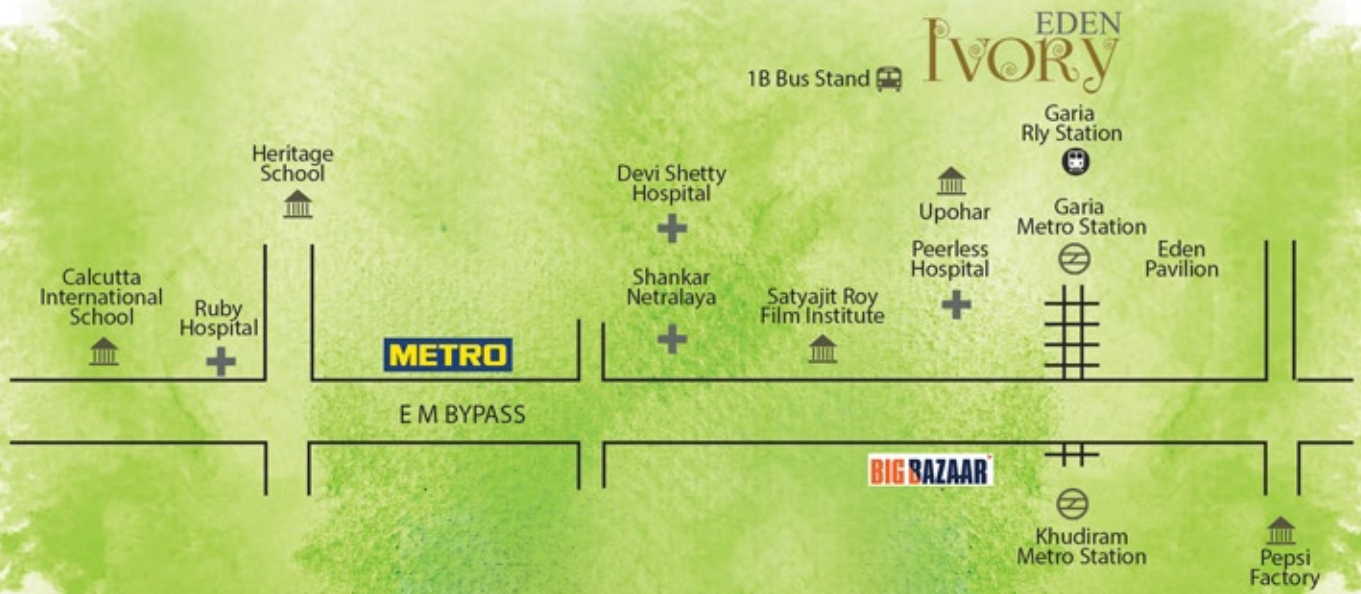 EDEN
IVORY
1B Bus Stand
Garia
Rly Station
Heritage
School
Devi Shetty
Hospital
Upohar
Garia
Metro Station
Peerless
Hospital
Eden
Pavilion
Calcutta
International
School
Ruby
Hospital
Shankar
Netralaya
Satyajit Roy
Film Institute
METRO
E M BYPASS
BIG BAZAAR
Khudiram
Metro Station
Pepsi
Factory